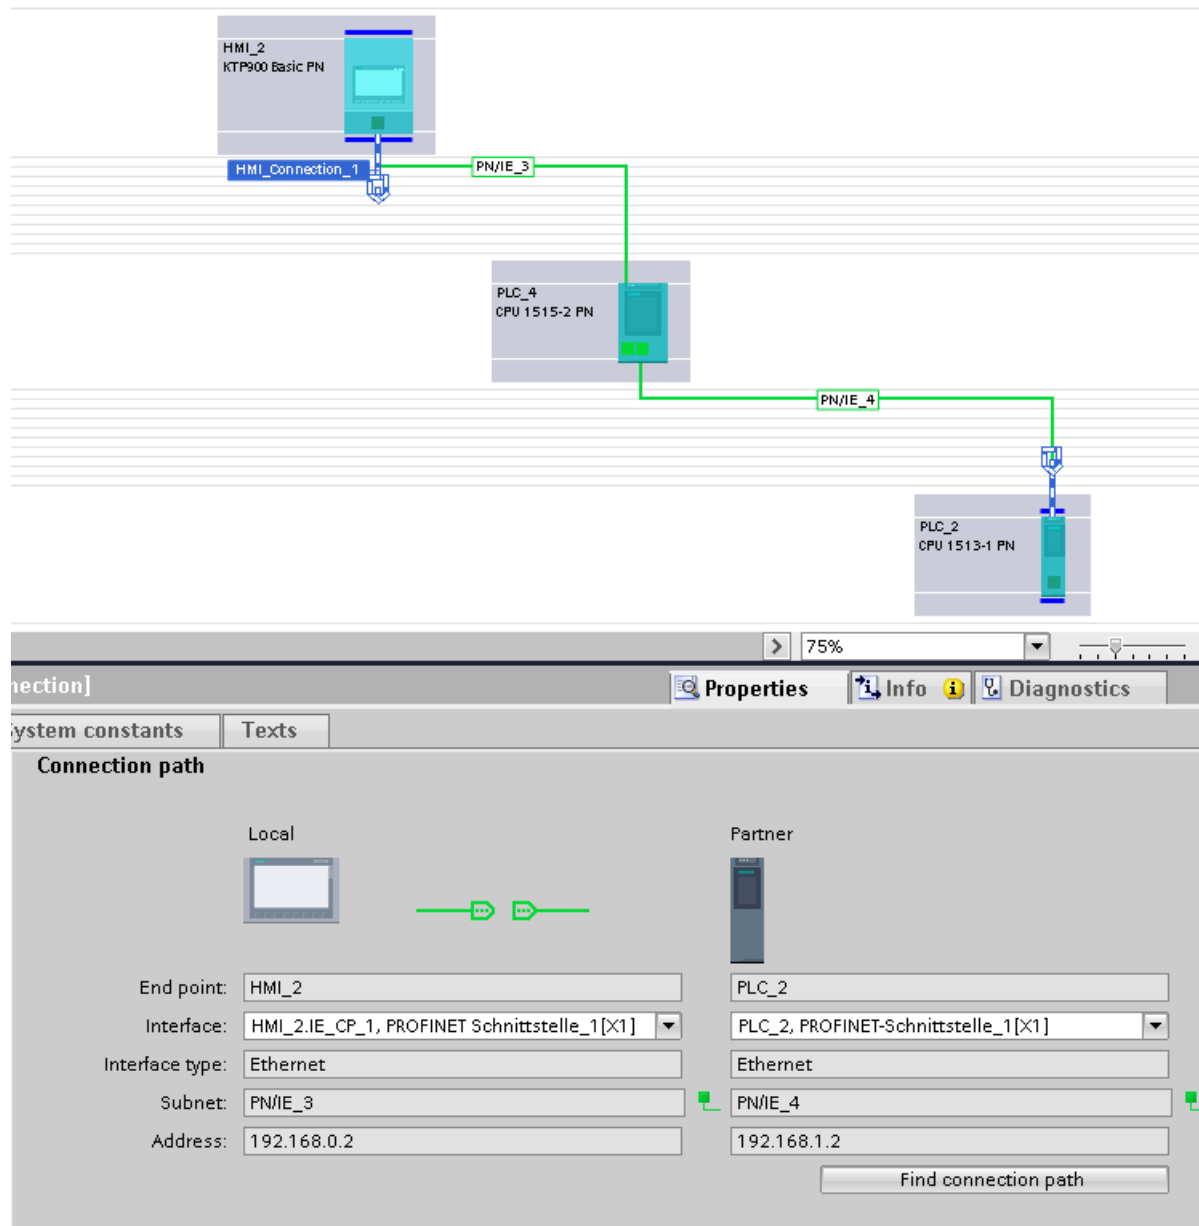 HMI_2
KTP900 Basic PN
HMI_Connection_1
PN/IE_3
PLC_4
CPU 1515-2 PN
PN/IE_4
PLC_2
CPU 1513-1 PN
75%
nection]
Properties
Info
Diagnostics
System constants
Texts
Connection path
Local
Partner
End point:
HMI_2
PLC_2
Interface:
HMI_2.IE_CP_1, PROFINET Schnittstelle_1[X1]
PLC_2, PROFINET-Schnittstelle_1[X1]
Interface type:
Ethernet
Ethernet
Subnet:
PN/IE_3
PN/IE_4
Address:
192.168.0.2
192.168.1.2
Find connection path